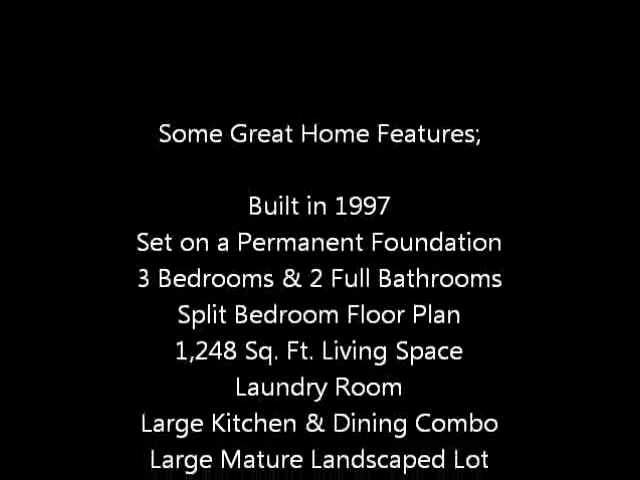 Some Great Home Features;
Built in 1997
Set on a Permanent Foundation
3 Bedrooms & 2 Full Bathrooms
Split Bedroom Floor Plan
1,248 Sq. Ft. Living Space
Laundry Room
Large Kitchen & Dining Combo
Large Mature Landscaped Lot